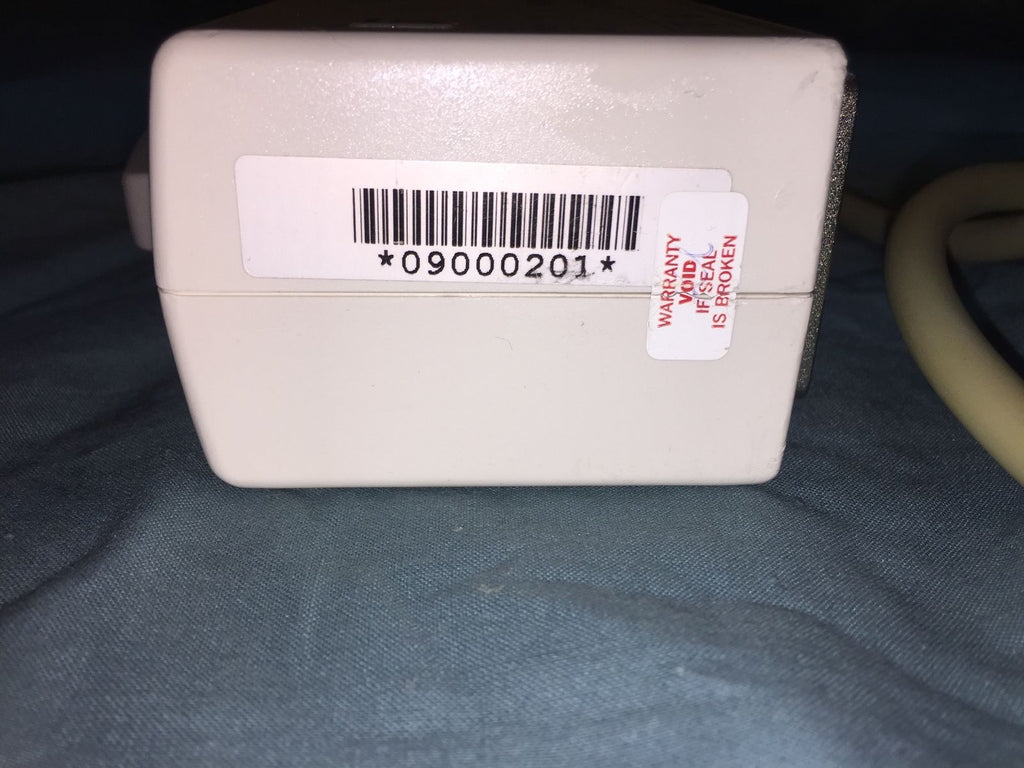 *09000201*
WARRANTY
VOID
IF SEAL
IS BROKEN